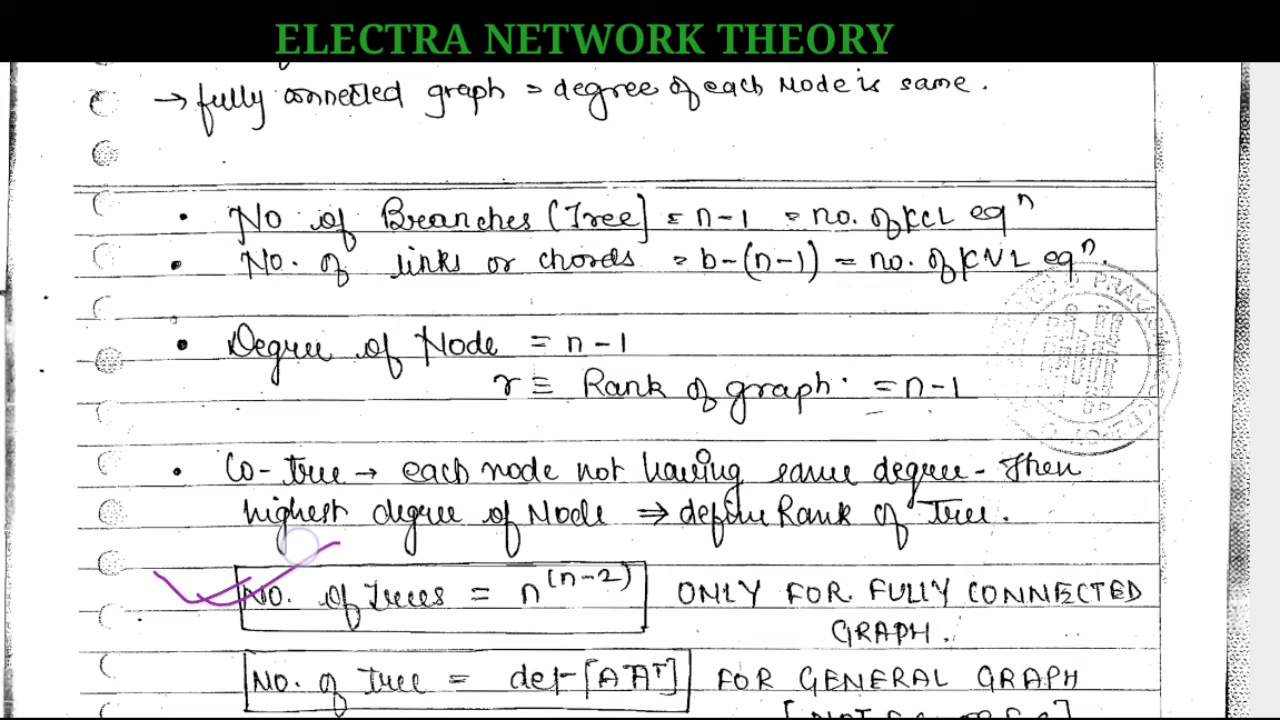 ELECTRA NETWORK THEORY
→ fully connected graph = degree of each Node is same.
• No of Branches (Tree] = n-1 = no. of KCL eqⁿ
• No. of links or chords = b-(n-1) = no. of KVL eqⁿ.
• Degree of Node = n-1
r ≡ Rank of graph. = n-1
• Co-Tree → each node not having same degree - Then
highest degree of Node ⇒ define Rank of Tree.
No. of Trees = n^(n-2) ONLY FOR FULLY CONNECTED
GRAPH.
No. of Tree = det[AAᵀ] FOR GENERAL GRAPH